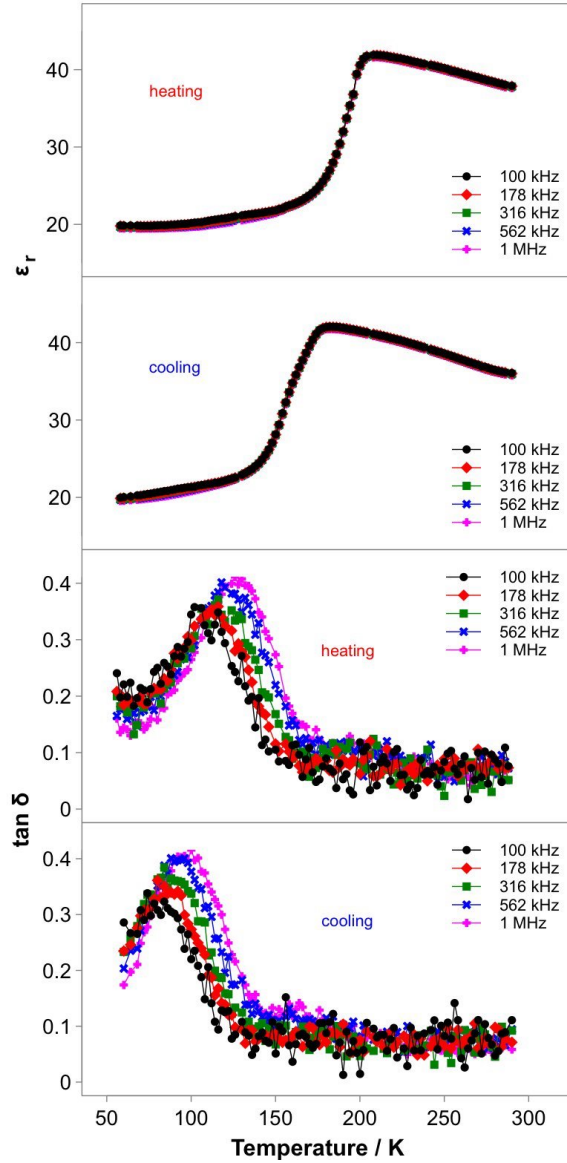 40
heating
30
100 kHz
178 kHz
316 kHz
562 kHz
1 MHz
20
εr
40
cooling
30
100 kHz
178 kHz
316 kHz
562 kHz
1 MHz
20
0.4
100 kHz
178 kHz
316 kHz
562 kHz
1 MHz
0.3
heating
0.2
0.1
0
tan δ
0.4
100 kHz
178 kHz
316 kHz
562 kHz
1 MHz
0.3
cooling
0.2
0.1
0
50 100 150 200 250 300
Temperature / K